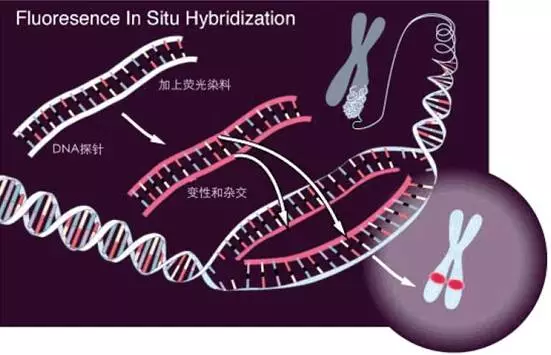 Fluoresence In Situ Hybridization
加上荧光染料
DNA探针
变性和杂交